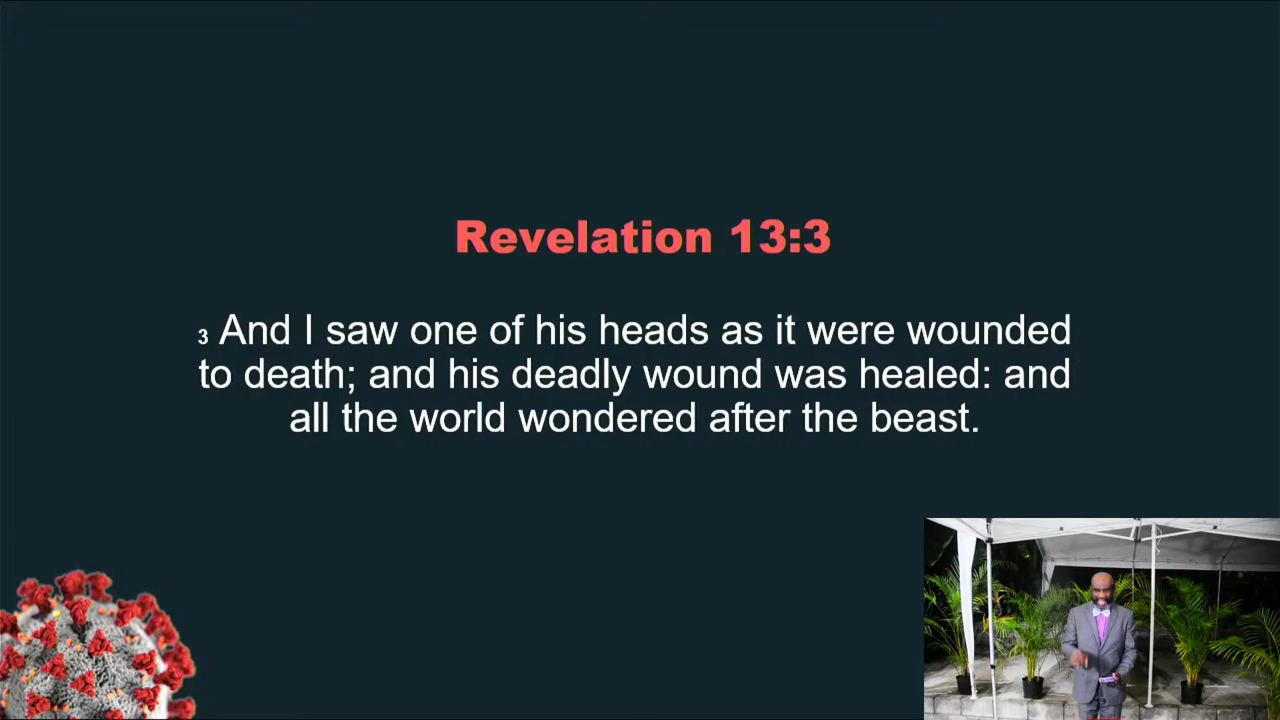 Revelation 13:3
3 And I saw one of his heads as it were wounded
to death; and his deadly wound was healed: and
all the world wondered after the beast.